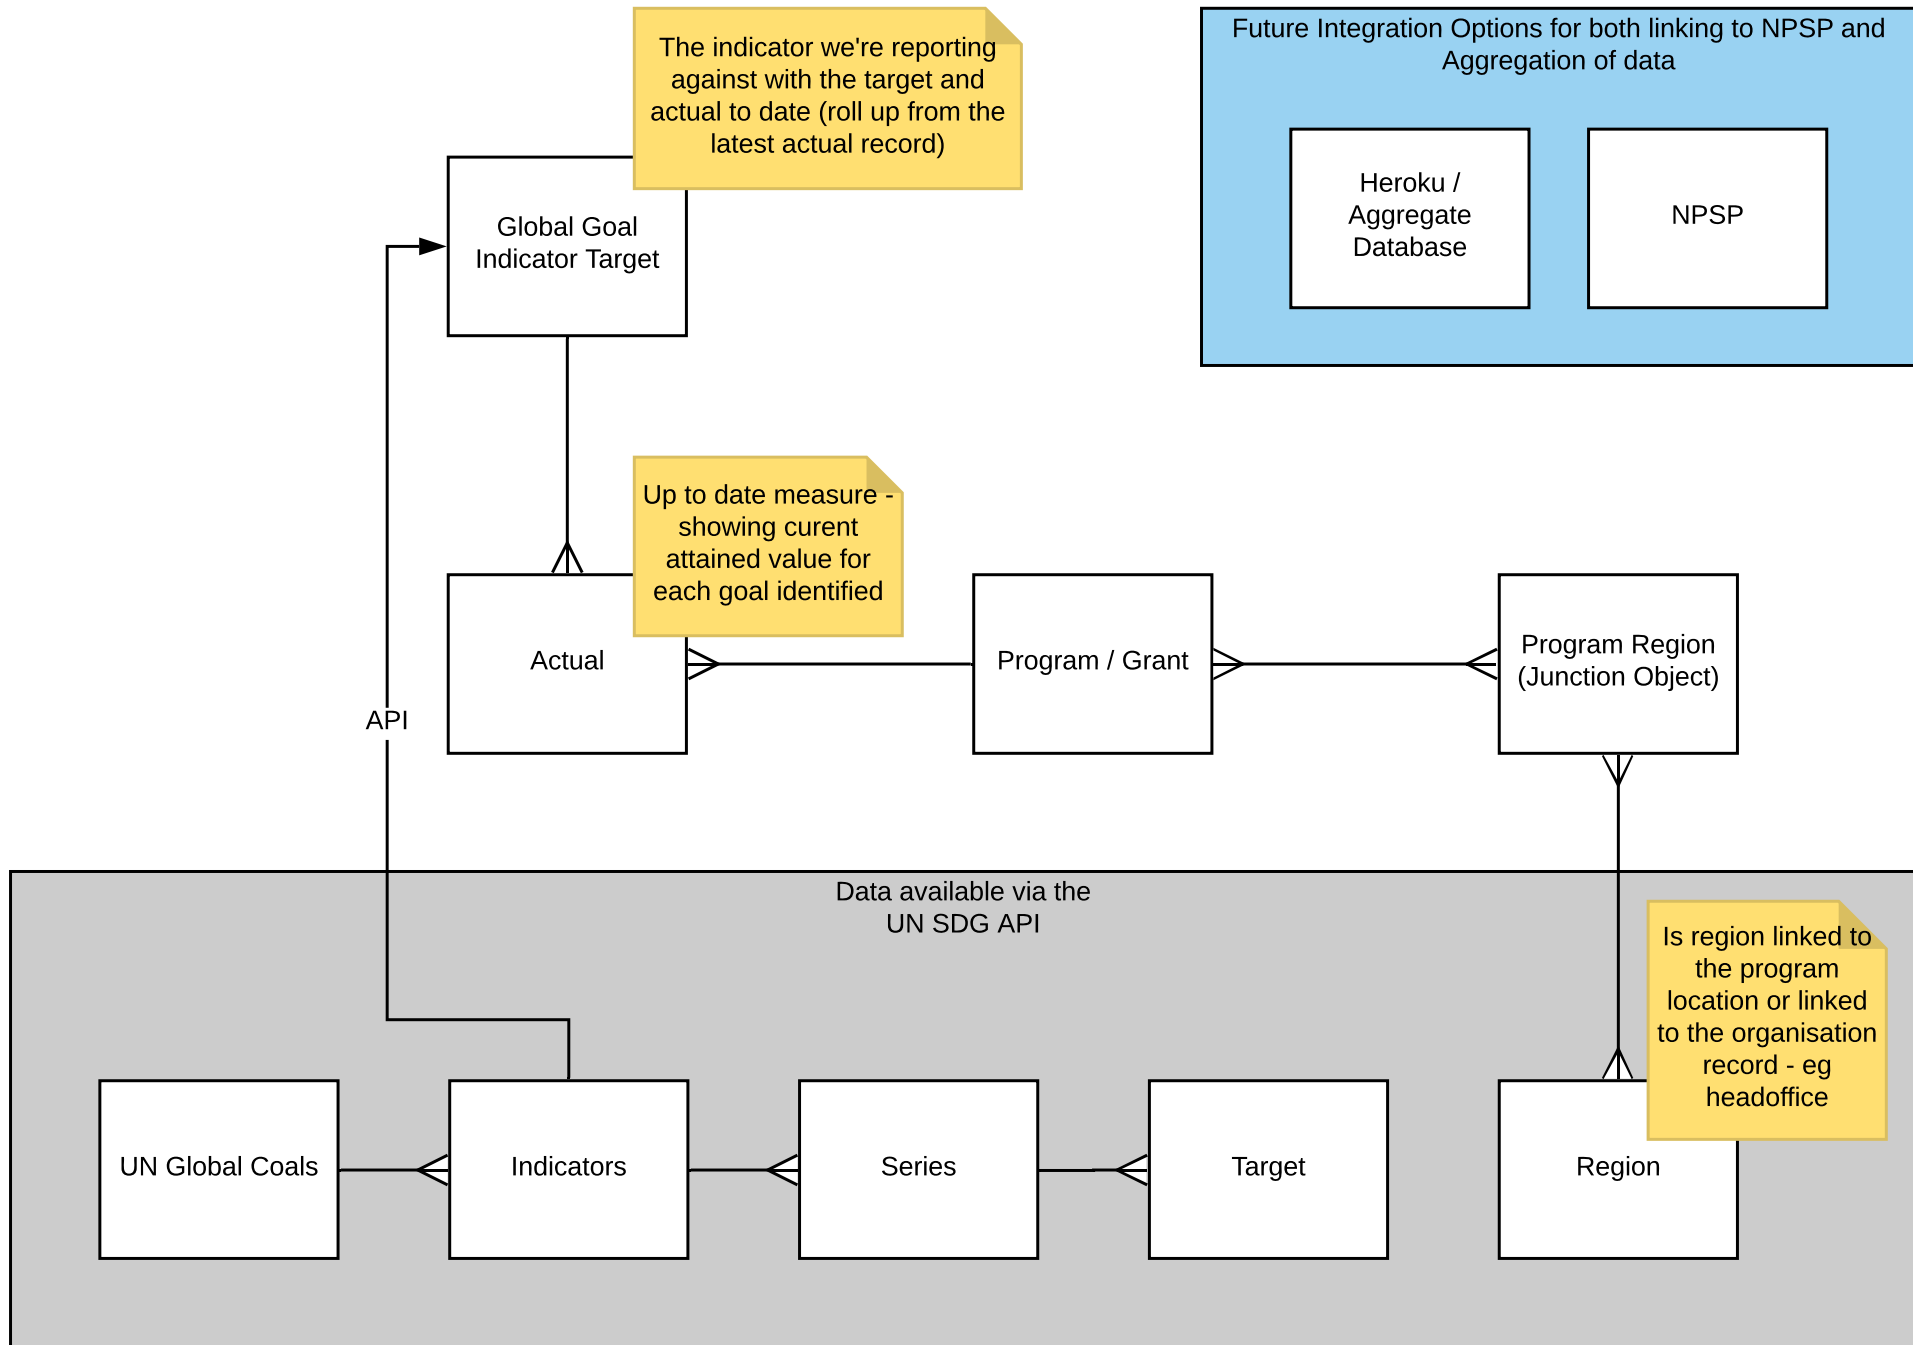 The indicator we're reporting
against with the target and
actual to date (roll up from the
latest actual record)
Future Integration Options for both linking to NPSP and
Aggregation of data
Heroku /
Aggregate
Database
NPSP
Global Goal
Indicator Target
Up to date measure -
showing curent
attained value for
each goal identified
Actual
Program / Grant
Program Region
(Junction Object)
API
Data available via the
UN SDG API
Is region linked to
the program
location or linked
to the organisation
record - eg
headoffice
UN Global Coals
Indicators
Series
Target
Region